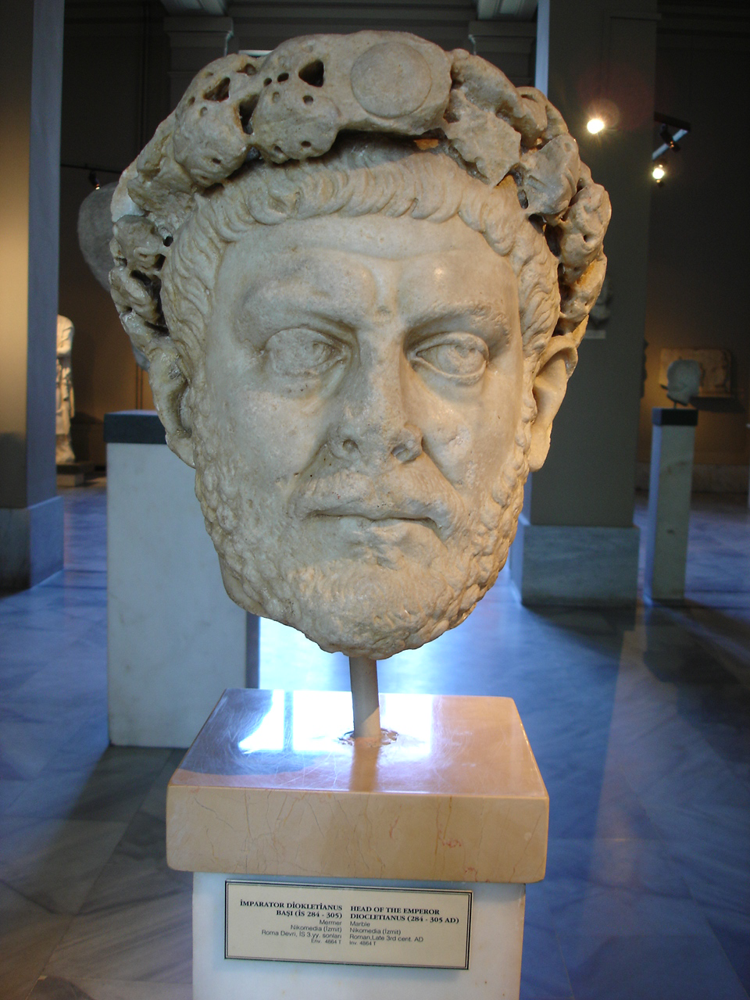 İMPARATOR DİOKLETİANUS
BAŞI (İS 284 - 305)
Mermer
Nikomedia (İzmit)
Roma Devri, İS 3.yy. sonları
Env. 4864 T
HEAD OF THE EMPEROR
DIOCLETIANUS (284 - 305 AD)
Marble
Nikomedia (İzmit)
Roman, Late 3rd cent. AD
Inv. 4864 T